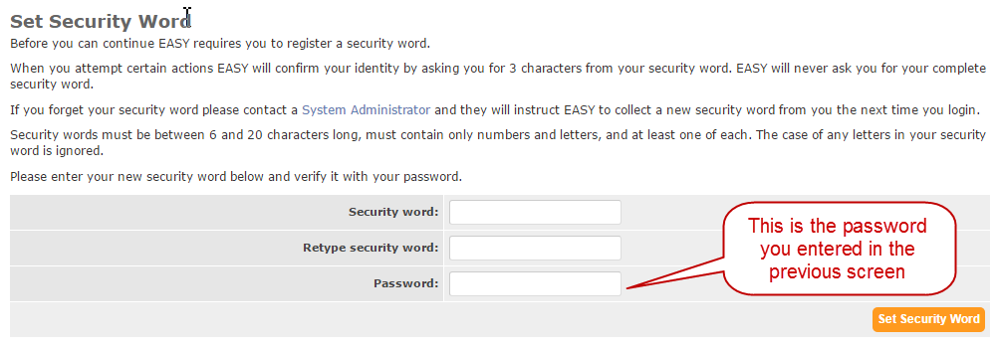 Set Security Word
Before you can continue EASY requires you to register a security word.
When you attempt certain actions EASY will confirm your identity by asking you for 3 characters from your security word. EASY will never ask you for your complete
security word.
If you forget your security word please contact a System Administrator and they will instruct EASY to collect a new security word from you the next time you login.
Security words must be between 6 and 20 characters long, must contain only numbers and letters, and at least one of each. The case of any letters in your security
word is ignored.
Please enter your new security word below and verify it with your password.
Security word:
Retype security word:
Password:
This is the password
you entered in the
previous screen
Set Security Word